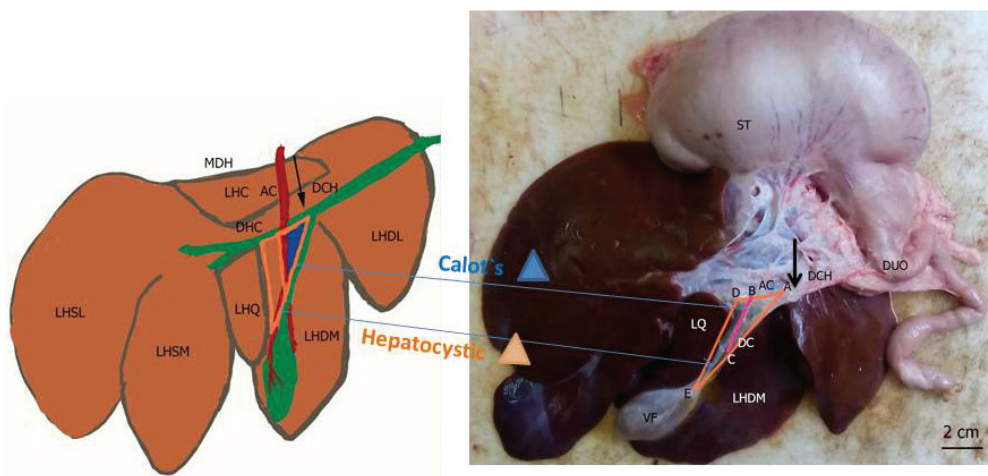 MDH
LHC
AC
DCH
DHC
LHDL
LHSL
LHQ
LHSM
LHDM
Calot`s
Hepatocystic
ST
DUO
DCH
AC
A
D
B
LQ
DC
C
LHDM
E
VF
2 cm